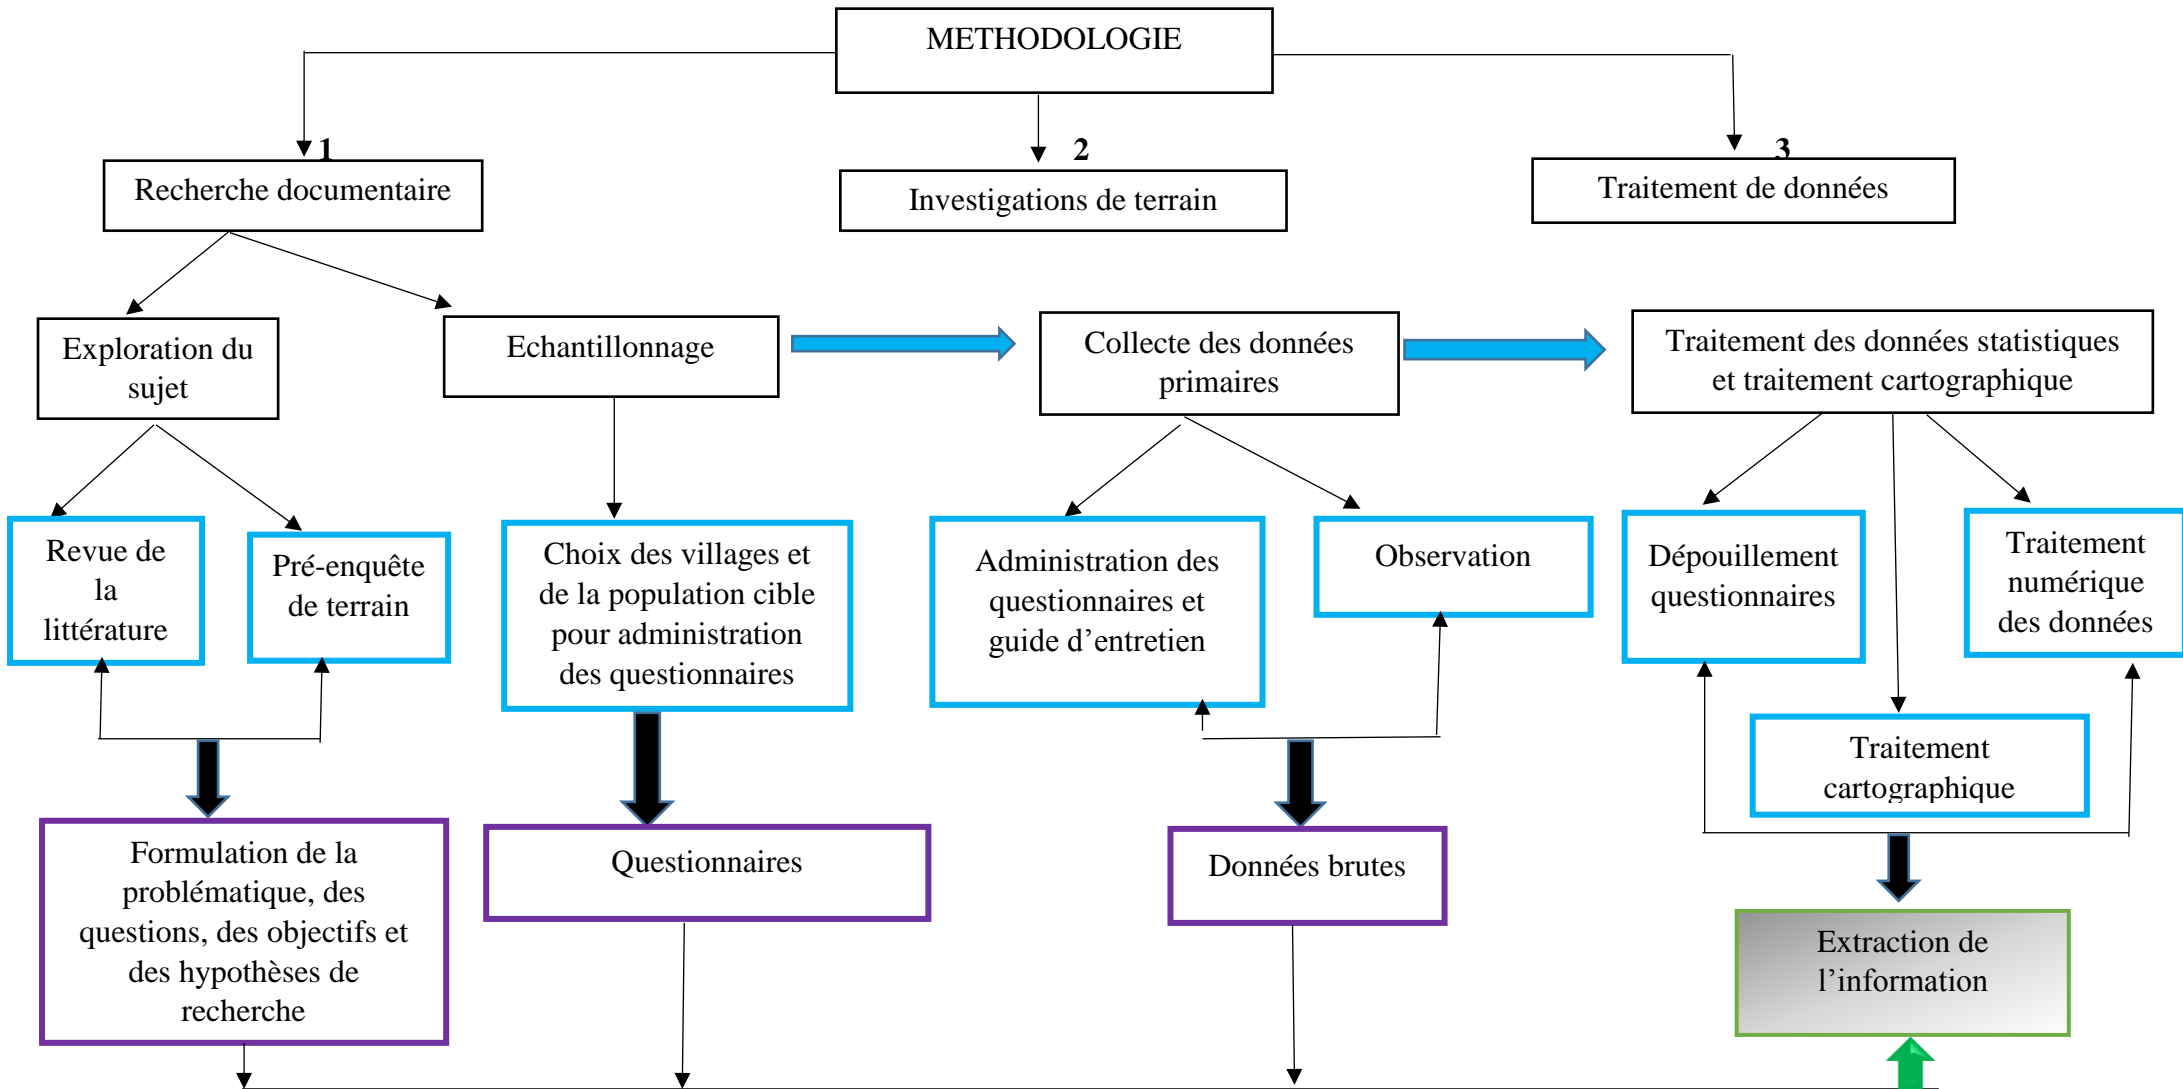 METHODOLOGIE
1
2
3
Recherche documentaire
Investigations de terrain
Traitement de données
Exploration du
sujet
Echantillonnage
Collecte des données
primaires
Traitement des données statistiques
et traitement cartographique
Revue de
la
littérature
Pré-enquête
de terrain
Choix des villages et
de la population cible
pour administration
des questionnaires
Administration des
questionnaires et
guide d’entretien
Observation
Dépouillement
questionnaires
Traitement
numérique
des données
Traitement
cartographique
Formulation de la
problématique, des
questions, des objectifs et
des hypothèses de
recherche
Questionnaires
Données brutes
Extraction de
l’information